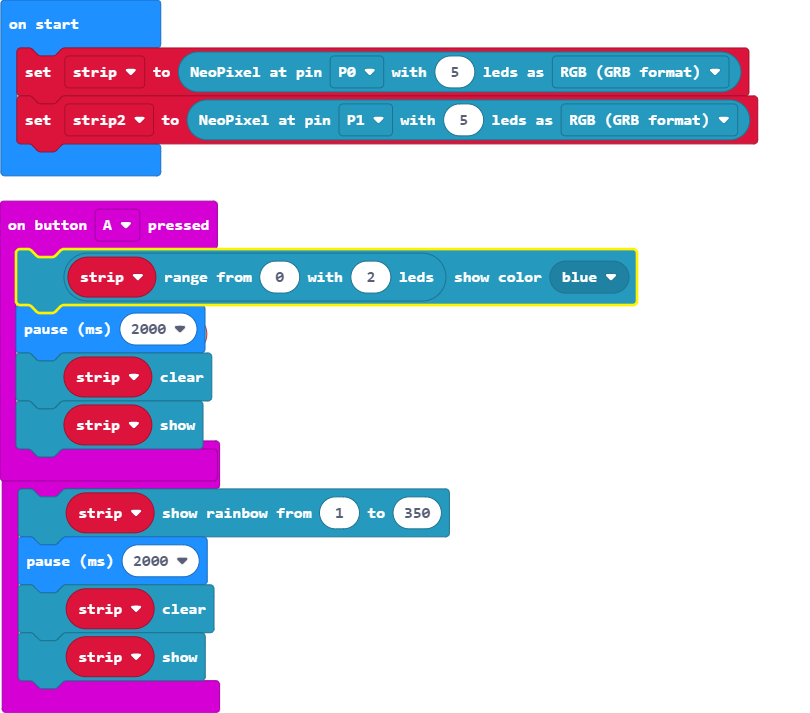 on start
set strip to NeoPixel at pin P0 with 5 leds as RGB (GRB format)
set strip2 to NeoPixel at pin P1 with 5 leds as RGB (GRB format)
on button A pressed
strip range from 0 with 2 leds show color blue
pause (ms) 2000
strip clear
strip show
strip show rainbow from 1 to 350
pause (ms) 2000
strip clear
strip show